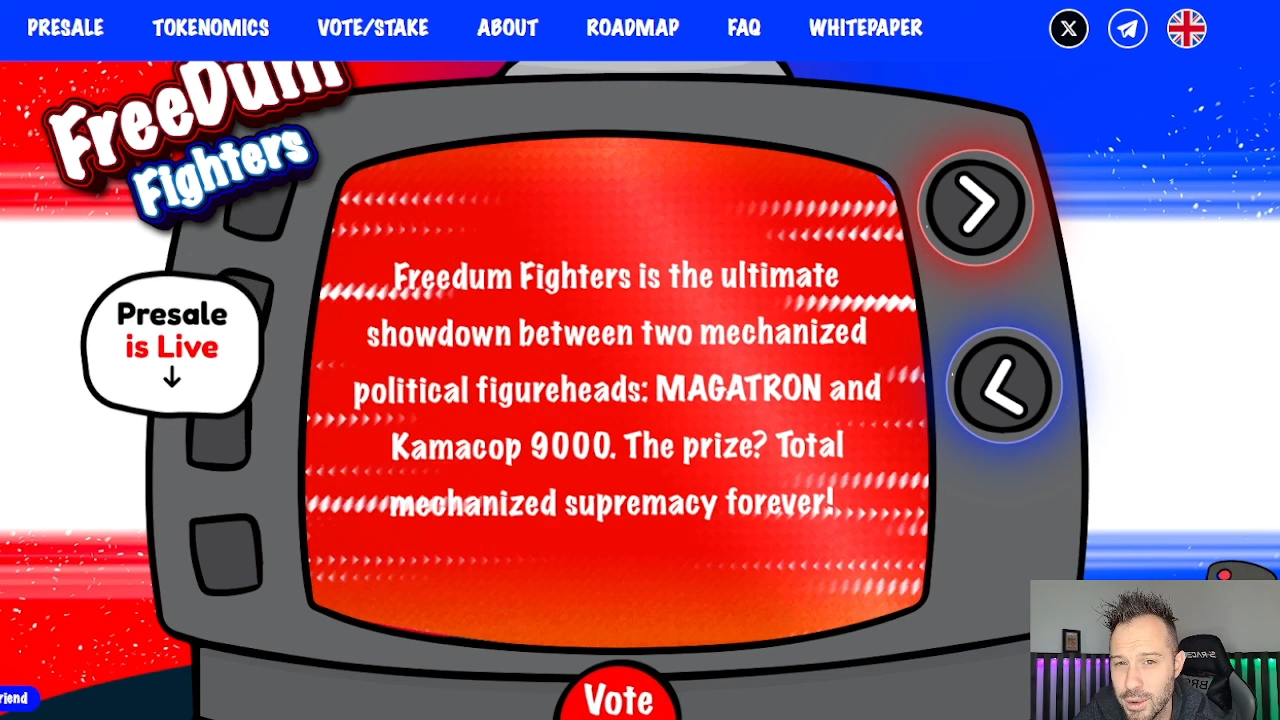 PRESALE TOKENOMICS VOTE/STAKE ABOUT ROADMAP FAQ WHITEPAPER X
FreeDum
Fighters
Presale
is Live
Freedum Fighters is the ultimate
showdown between two mechanized
political figureheads: MAGATRON and
Kamacop 9000. The prize? Total
mechanized supremacy forever!
Vote